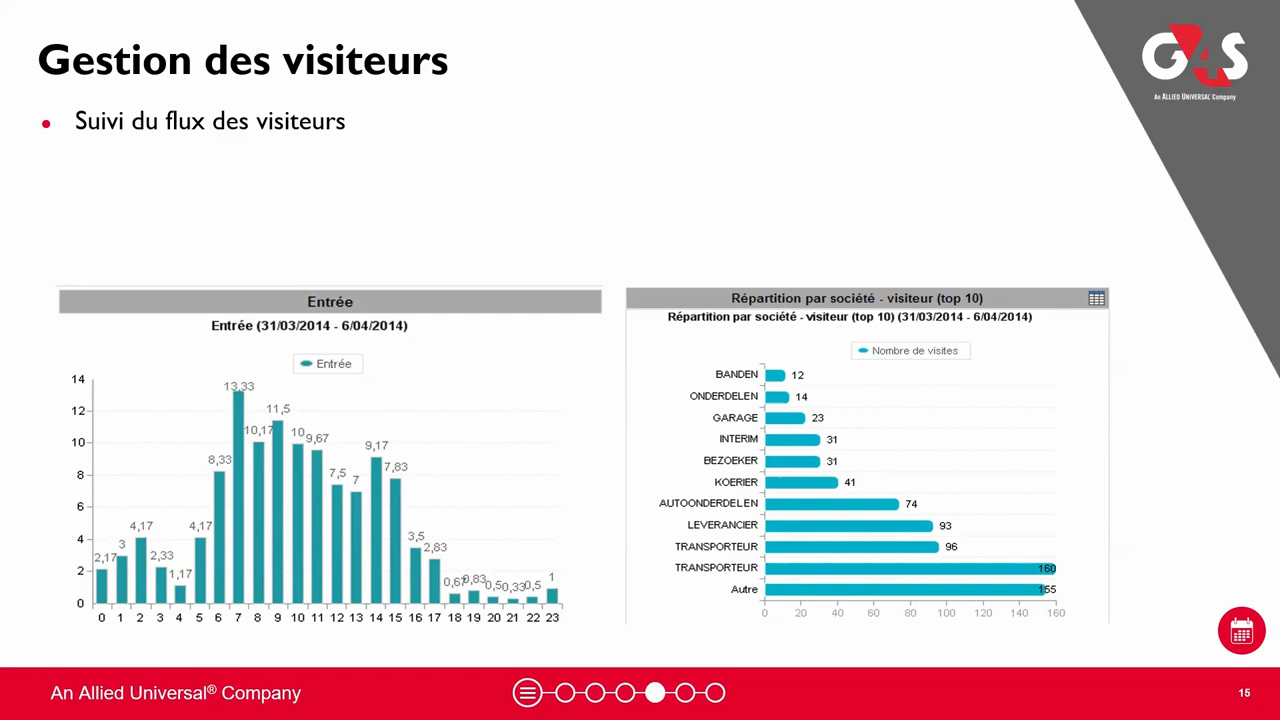 Gestion des visiteurs
G4S
An ALLIED UNIVERSAL® Company
Suivi du flux des visiteurs
Entrée
Entrée (31/03/2014 - 6/04/2014)
Entrée
14
12
10
8
6
4
2
0
2,17
3
4,17
2,33
1,17
4,17
8,33
13,33
10,17
11,5
10
9,67
7,5
7
9,17
7,83
3,5
2,83
0,67
0,83
0,5
0,33
0,5
1
0 1 2 3 4 5 6 7 8 9 10 11 12 13 14 15 16 17 18 19 20 21 22 23
Répartition par société - visiteur (top 10)
Répartition par société - visiteur (top 10) (31/03/2014 - 6/04/2014)
Nombre de visites
BANDEN 12
ONDERDELEN 14
GARAGE 23
INTERIM 31
BEZOEKER 31
KOERIER 41
AUTOONDERDELEN 74
LEVERANCIER 93
TRANSPORTEUR 96
TRANSPORTEUR 160
Autre 155
0 20 40 60 80 100 120 140 160
An Allied Universal® Company
15